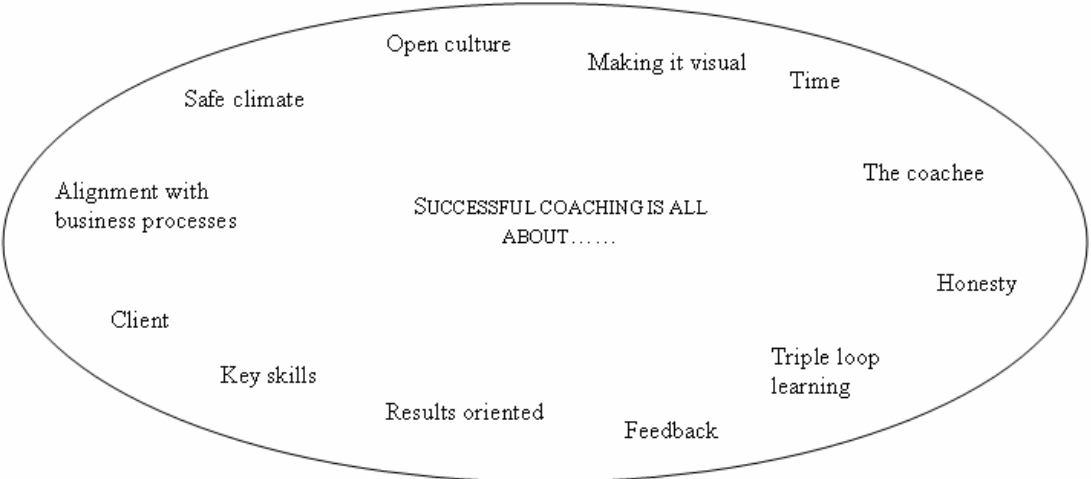 Open culture
Making it visual
Time
Safe climate
The coachee
Alignment with
business processes
SUCCESSFUL COACHING IS ALL
ABOUT……
Honesty
Client
Triple loop
learning
Key skills
Results oriented
Feedback